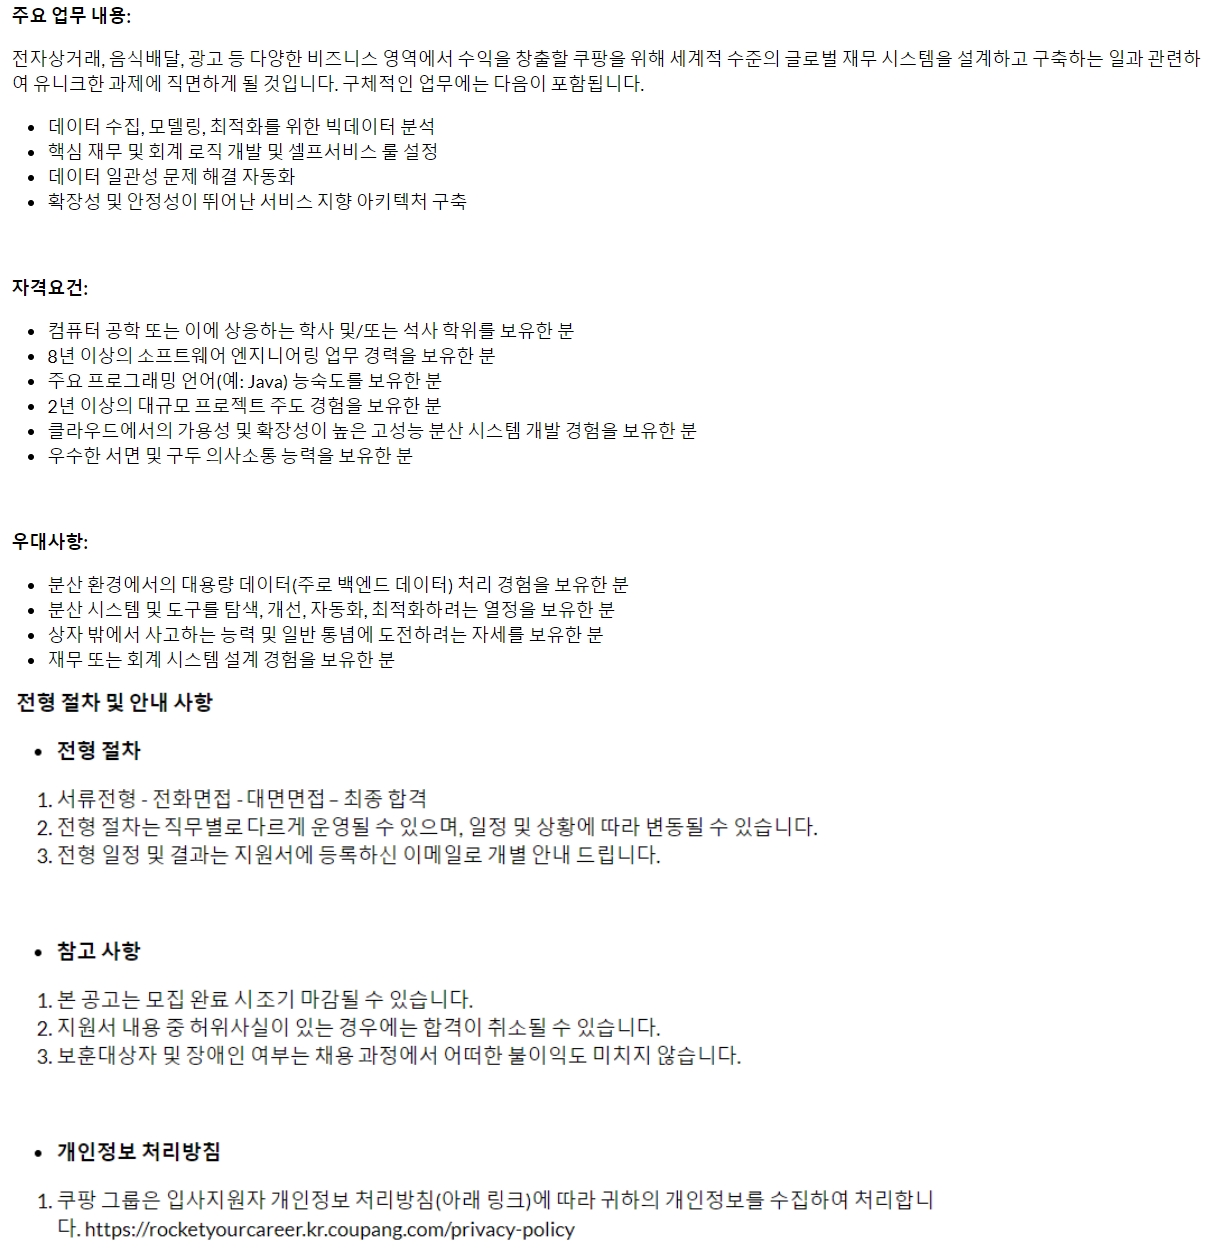 주요 업무 내용:
전자상거래, 음식배달, 광고 등 다양한 비즈니스 영역에서 수익을 창출할 쿠팡을 위해 세계적 수준의 글로벌 재무 시스템을 설계하고 구축하는 일과 관련하
여 유니크한 과제에 직면하게 될 것입니다. 구체적인 업무에는 다음이 포함됩니다.
• 데이터 수집, 모델링, 최적화를 위한 빅데이터 분석
• 핵심 재무 및 회계 로직 개발 및 셀프서비스 룰 설정
• 데이터 일관성 문제 해결 자동화
• 확장성 및 안정성이 뛰어난 서비스 지향 아키텍처 구축
자격요건:
• 컴퓨터 공학 또는 이에 상응하는 학사 및/또는 석사 학위를 보유한 분
• 8년 이상의 소프트웨어 엔지니어링 업무 경력을 보유한 분
• 주요 프로그래밍 언어(예: Java) 능숙도를 보유한 분
• 2년 이상의 대규모 프로젝트 주도 경험을 보유한 분
• 클라우드에서의 가용성 및 확장성이 높은 고성능 분산 시스템 개발 경험을 보유한 분
• 우수한 서면 및 구두 의사소통 능력을 보유한 분
우대사항:
• 분산 환경에서의 대용량 데이터(주로 백엔드 데이터) 처리 경험을 보유한 분
• 분산 시스템 및 도구를 탐색, 개선, 자동화, 최적화하려는 열정을 보유한 분
• 상자 밖에서 사고하는 능력 및 일반 통념에 도전하려는 자세를 보유한 분
• 재무 또는 회계 시스템 설계 경험을 보유한 분
전형 절차 및 안내 사항
• 전형 절차
1. 서류전형 - 전화면접 - 대면면접 – 최종 합격
2. 전형 절차는 직무별로 다르게 운영될 수 있으며, 일정 및 상황에 따라 변동될 수 있습니다.
3. 전형 일정 및 결과는 지원서에 등록하신 이메일로 개별 안내 드립니다.
• 참고 사항
1. 본 공고는 모집 완료 시 조기 마감될 수 있습니다.
2. 지원서 내용 중 허위사실이 있는 경우에는 합격이 취소될 수 있습니다.
3. 보훈대상자 및 장애인 여부는 채용 과정에서 어떠한 불이익도 미치지 않습니다.
• 개인정보 처리방침
1. 쿠팡 그룹은 입사지원자 개인정보 처리방침(아래 링크)에 따라 귀하의 개인정보를 수집하여 처리합니
다. https://rocketyourcareer.kr.coupang.com/privacy-policy